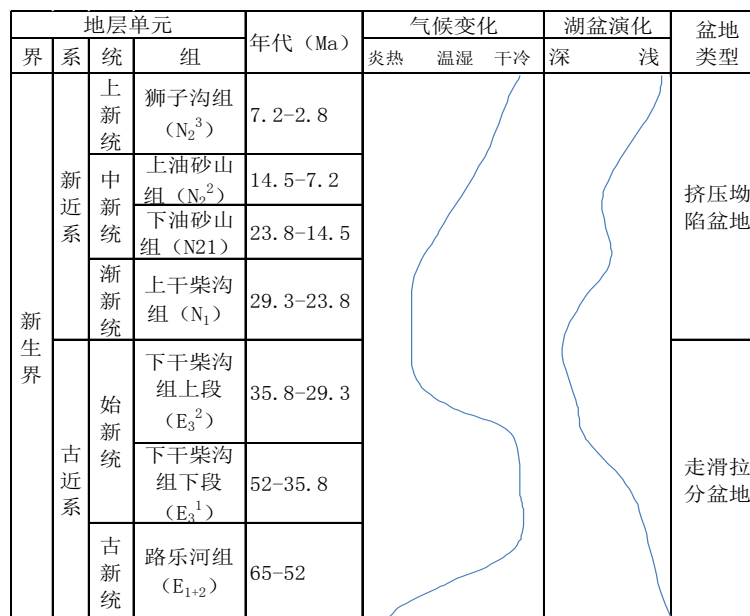 地层单元
年代（Ma）
气候变化
湖盆演化
盆地
类型
界
系
统
组
炎热 温湿 干冷
深 浅
新
生
界
新
近
系
上
新
统
狮子沟组
（N₂³）
7.2-2.8
中
新
统
上油砂山
组（N₂²）
14.5-7.2
下油砂山
组（N21）
23.8-14.5
渐
新
统
上干柴沟
组（N₁）
29.3-23.8
挤压坳
陷盆地
古
近
系
始
新
统
下干柴沟
组上段
（E₃²）
35.8-29.3
下干柴沟
组下段
（E₃¹）
52-35.8
古
新
统
路乐河组
（E₁₊₂）
65-52
走滑拉
分盆地